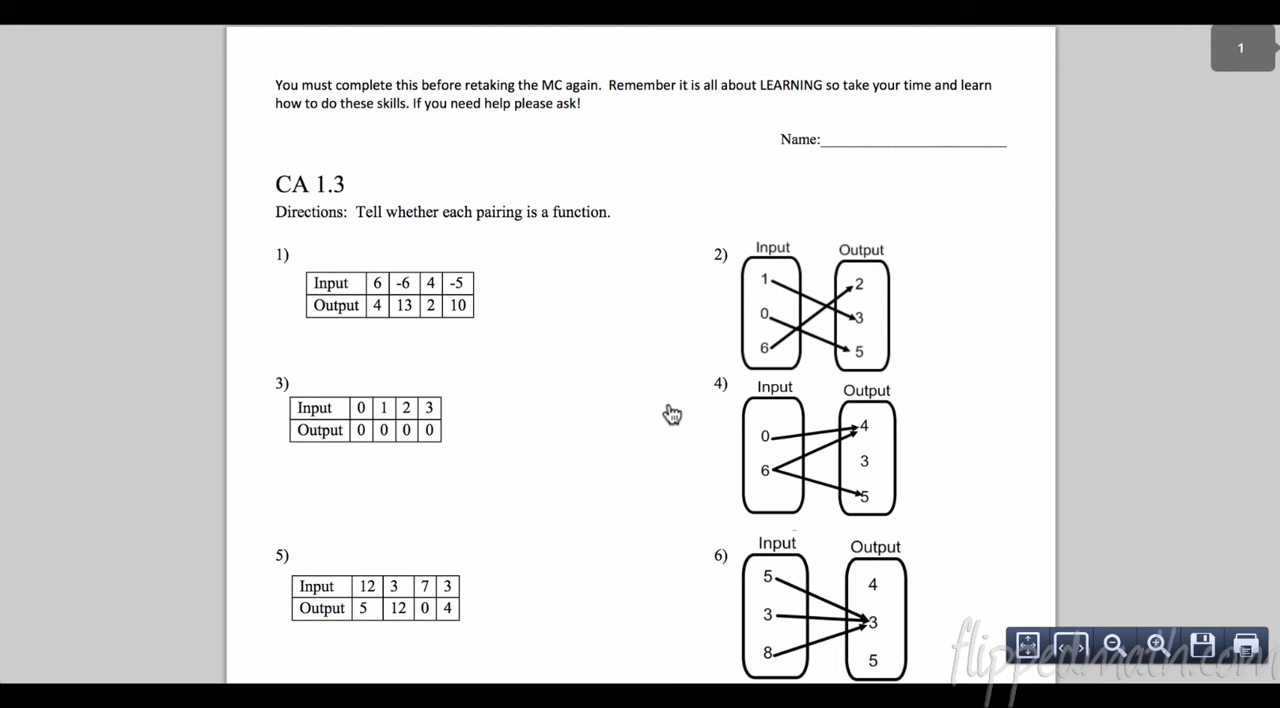 1
You must complete this before retaking the MC again. Remember it is all about LEARNING so take your time and learn
how to do these skills. If you need help please ask!
Name:
CA 1.3
Directions: Tell whether each pairing is a function.
1)
Input 6 -6 4 -5
Output 4 13 2 10
2)
Input Output
1 2
0 3
6 5
3)
Input 0 1 2 3
Output 0 0 0 0
4)
Input Output
0 4
6 3
5
5)
Input 12 3 7 3
Output 5 12 0 4
6)
Input Output
5 4
3 3
8 5
flippedmath.com